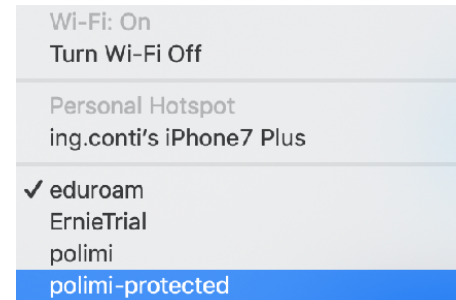 Wi-Fi: On
Turn Wi-Fi Off
Personal Hotspot
ing.conti's iPhone7 Plus
✓ eduroam
ErnieTrial
polimi
polimi-protected